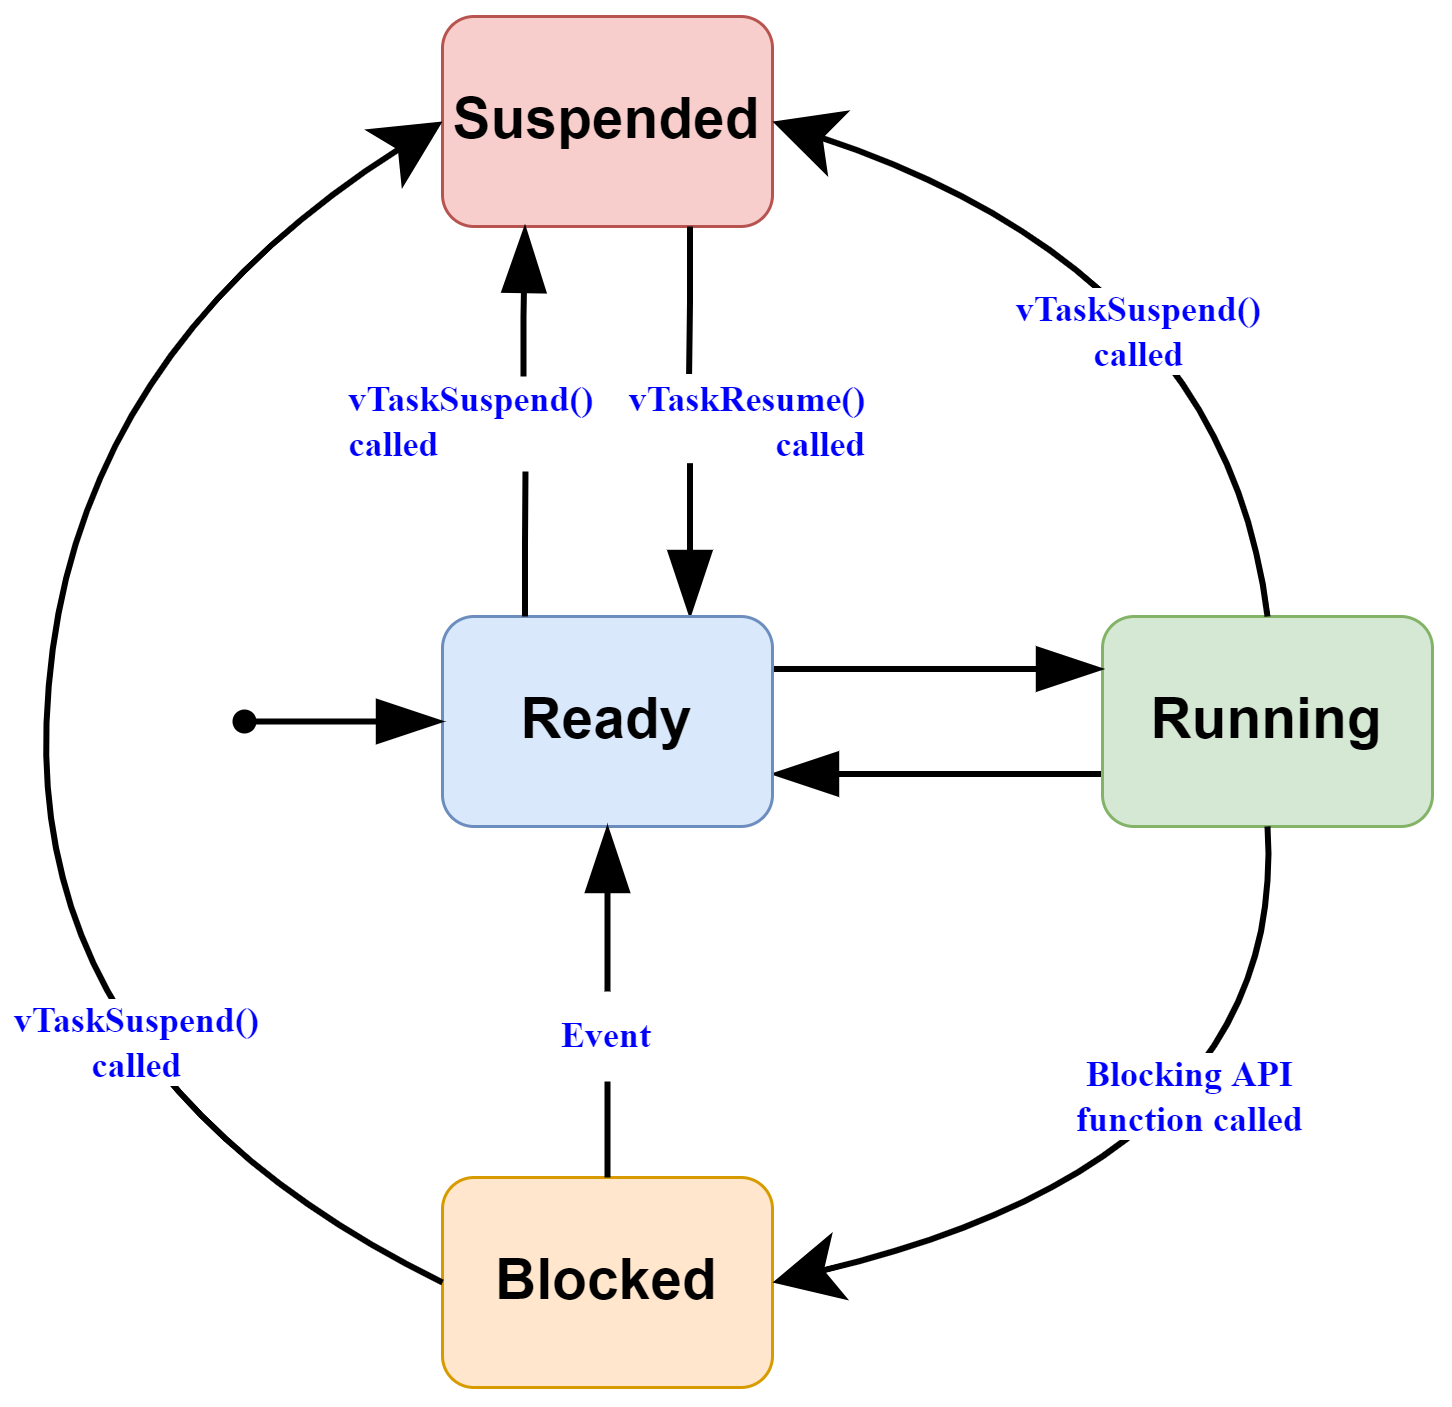 Suspended
vTaskSuspend()
called
vTaskSuspend()
called
vTaskResume()
called
Ready
Running
vTaskSuspend()
called
Event
Blocking API
function called
Blocked